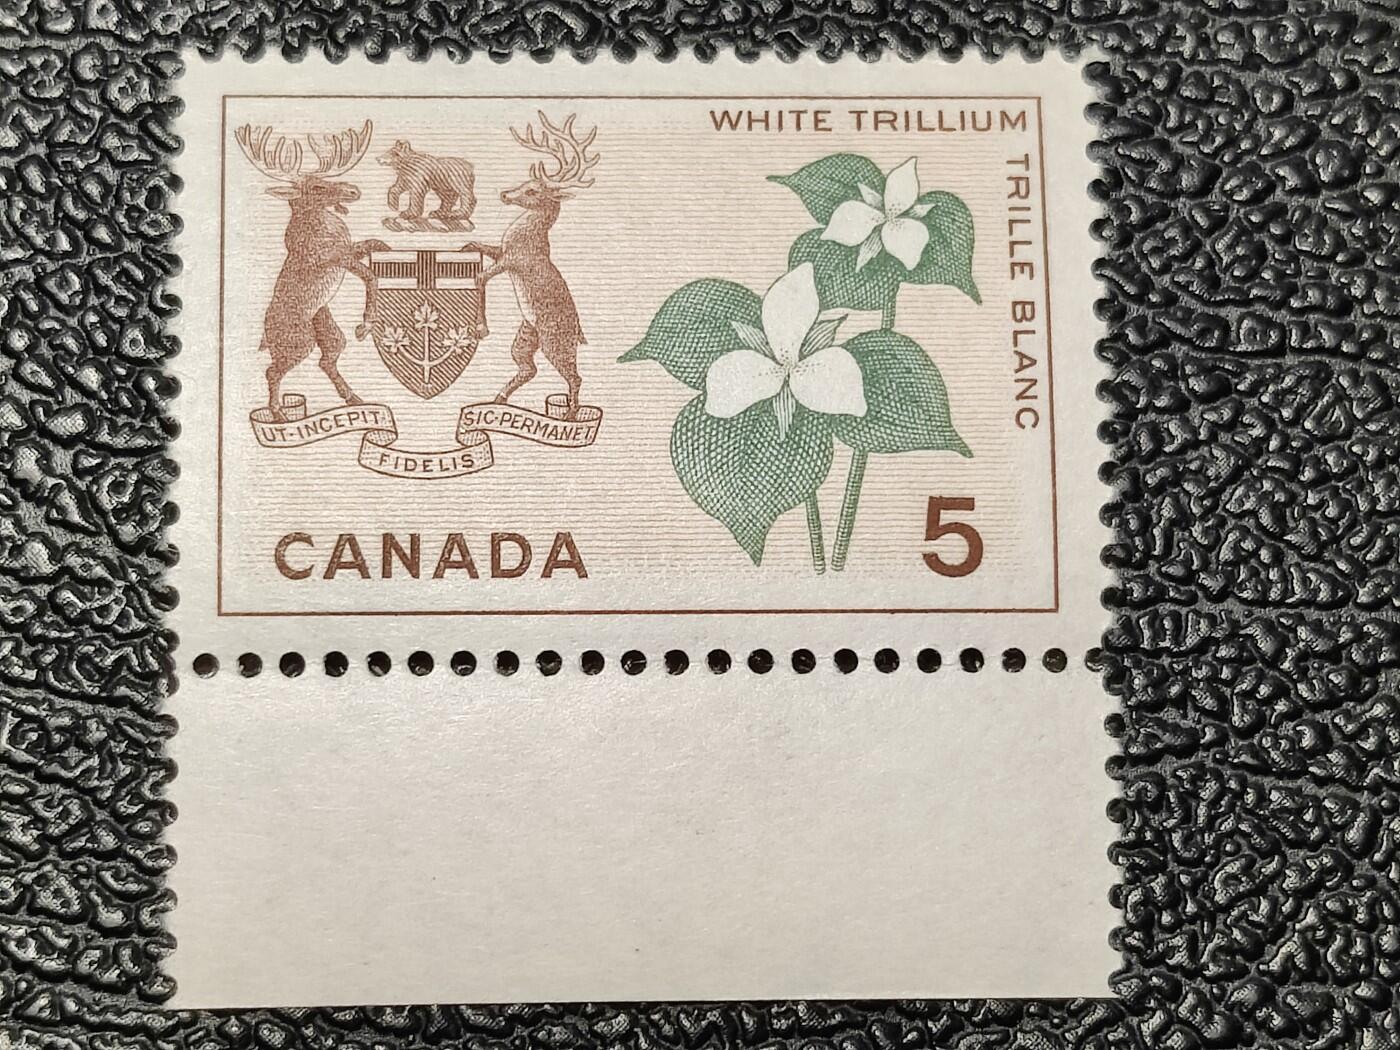 WHITE TRILLIUM
TRILLE BLANC
UT·INCEPIT
FIDELIS
SIC·PERMANET
CANADA
5